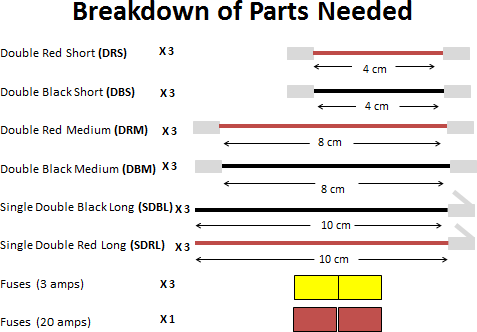 Breakdown of Parts Needed
Double Red Short (DRS) X 3
4 cm
Double Black Short (DBS) X 3
4 cm
Double Red Medium (DRM) X 3
8 cm
Double Black Medium (DBM) X 3
8 cm
Single Double Black Long (SDBL) X 3
10 cm
Single Double Red Long (SDRL) X 3
10 cm
Fuses (3 amps) X 3
Fuses (20 amps) X 1